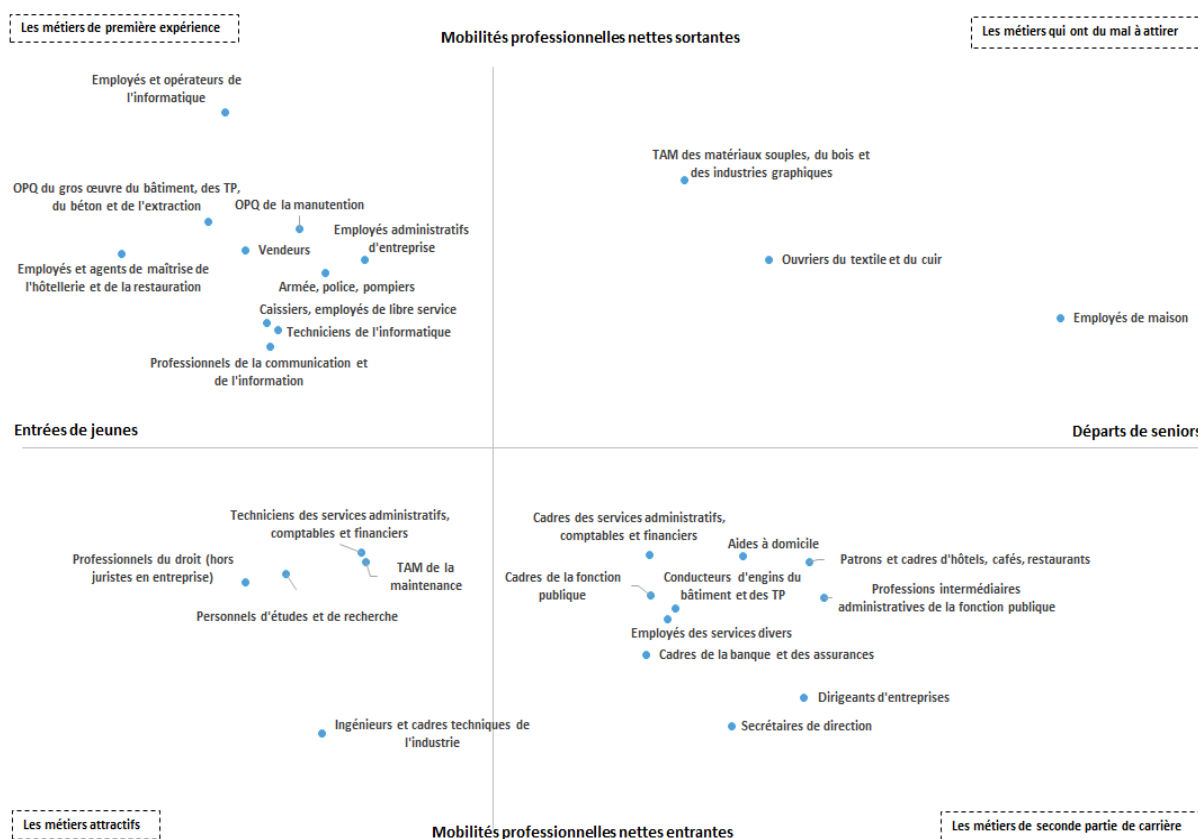 Les métiers de première expérience
Mobilités professionnelles nettes sortantes
Les métiers qui ont du mal à attirer
Employés et opérateurs de
l'informatique
TAM des matériaux souples, du bois et
des industries graphiques
OPQ du gros œuvre du bâtiment, des TP,
du béton et de l'extraction
OPQ de la manutention
Employés administratifs
d'entreprise
Vendeurs
Employés et agents de maîtrise de
l'hôtellerie et de la restauration
Armée, police, pompiers
Ouvriers du textile et du cuir
Caissiers, employés de libre service
Techniciens de l'informatique
Employés de maison
Professionnels de la communication et
de l'information
Entrées de jeunes
Départs de seniors
Techniciens des services administratifs,
comptables et financiers
Professionnels du droit (hors
juristes en entreprise)
TAM de la
maintenance
Personnels d'études et de recherche
Cadres des services administratifs,
comptables et financiers
Aides à domicile
Patrons et cadres d'hôtels, cafés, restaurants
Cadres de la fonction
publique
Conducteurs d'engins du
bâtiment et des TP
Professions intermédiaires
administratives de la fonction publique
Employés des services divers
Cadres de la banque et des assurances
Dirigeants d'entreprises
Ingénieurs et cadres techniques de
l'industrie
Secrétaires de direction
Les métiers attractifs
Mobilités professionnelles nettes entrantes
Les métiers de seconde partie de carrière